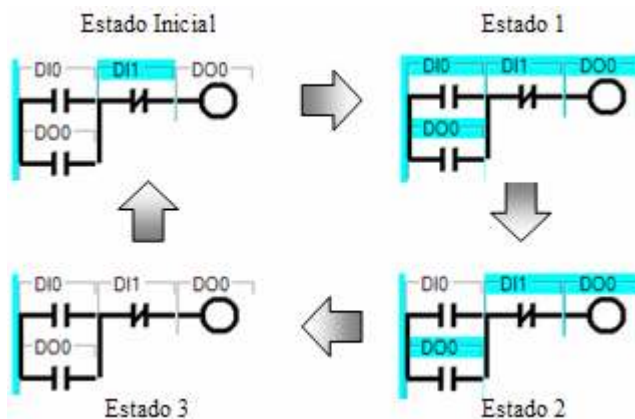 Estado Inicial
DI0 DI1 DO0
DO0
Estado 1
DI0 DI1 DO0
DO0
DI0 DI1 DO0
DO0
Estado 3
DI0 DI1 DO0
DO0
Estado 2